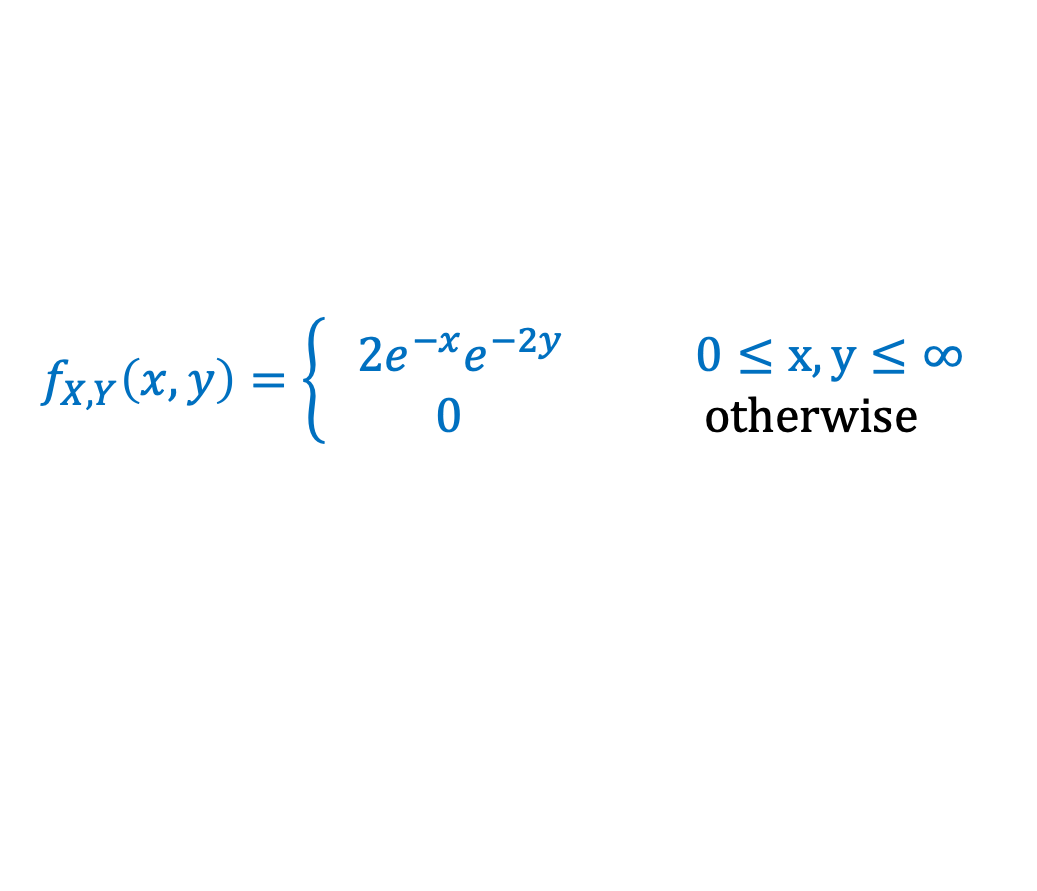 f_{X,Y}(x, y) = { 2e^{−x}e^{−2y}   0 ≤ x, y ≤ ∞
0   otherwise